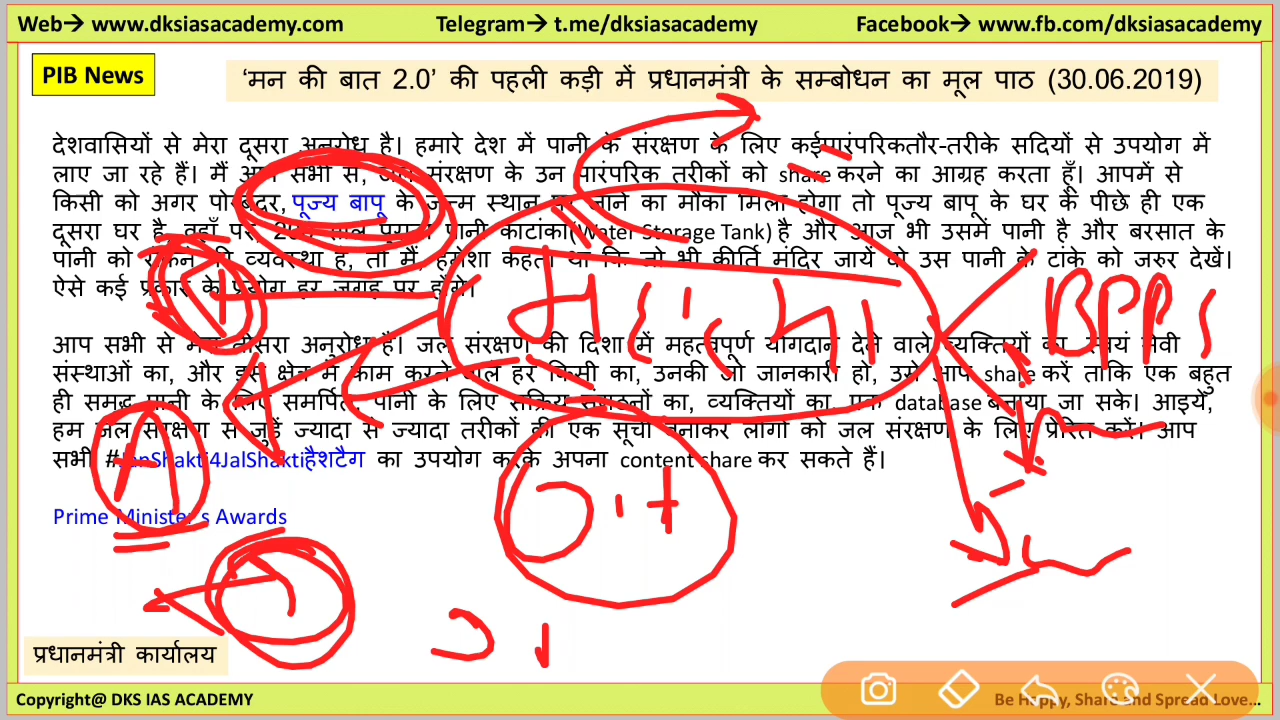 Web→ www.dksiasacademy.com Telegram→ t.me/dksiasacademy Facebook→ www.fb.com/dksiasacademy
PIB News
‘मन की बात 2.0’ की पहली कड़ी में प्रधानमंत्री के सम्बोधन का मूल पाठ (30.06.2019)
देशवासियों से मेरा दूसरा अनुरोध है। हमारे देश में पानी के संरक्षण के लिए कईपारंपरिकतौर-तरीके सदियों से उपयोग में
लाए जा रहे हैं। मैं आप सभी से, जल संरक्षण के उन पारंपरिक तरीकों को share करने का आग्रह करता हूँ। आपमें से
किसी को अगर पोरबंदर, पूज्य बापू के जन्म स्थान पर जाने का मौका मिला होगा तो पूज्य बापू के घर के पीछे ही एक
दूसरा घर है, वहाँ पर, साल पुराना पानी काटांका(Water Storage Tank) है और आज भी उसमें पानी है और बरसात के
पानी को रोकने की व्यवस्था है, तो मैं, हमेशा कहता था कि जो भी कीर्ति मंदिर जायें वो उस पानी के टांके को जरुर देखें।
ऐसे कई प्रकार के प्रयोग हर जगह पर होंगे।
आप सभी से मेरा तीसरा अनुरोध है। जल संरक्षण की दिशा में महत्वपूर्ण योगदान देने वाले व्यक्तियों का, स्वयं सेवी
संस्थाओं का, और इस क्षेत्र में काम करने वाले हर किसी का, उनकी जो जानकारी हो, उसे आप share करें ताकि एक बहुत
ही समृद्ध पानी के लिए समर्पित, पानी के लिए सक्रिय संगठनों का, व्यक्तियों का, एक database बनाया जा सके। आइये,
हम जल संरक्षण से जुड़ें ज्यादा से ज्यादा तरीकों की एक सूची बनाकर लोगों को जल संरक्षण के लिए प्रेरित करें। आप
सभी #JanShakti4JalShaktiहैशटैग का उपयोग करके अपना content share कर सकते हैं।
BPPS
A
Prime Minister's Awards
प्रधानमंत्री कार्यालय
Copyright@ DKS IAS ACADEMY Be Happy, Share and Spread Love...